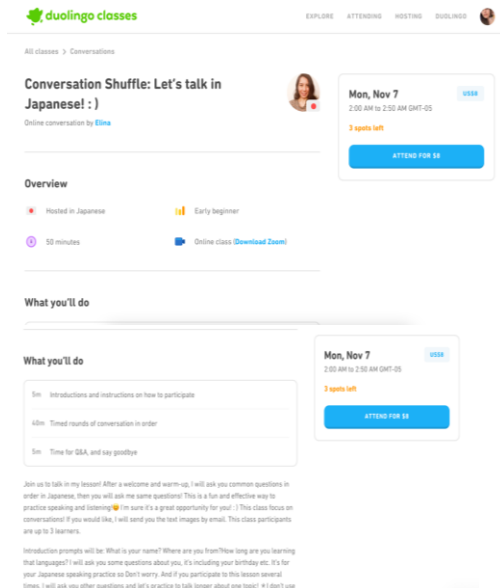 duolingo classes
EXPLORE ATTENDING HOSTING DUOLINGO
All classes > Conversations
Conversation Shuffle: Let's talk in
Japanese! : )
Online conversation by Elina
Mon, Nov 7 US$8
2:00 AM to 2:50 AM GMT-05
3 spots left
ATTEND FOR $8
Overview
Hosted in Japanese Early beginner
50 minutes Online class (Download Zoom)
What you'll do
What you'll do
Mon, Nov 7 US$8
2:00 AM to 2:50 AM GMT-05
3 spots left
ATTEND FOR $8
5m Introductions and instructions on how to participate
40m Timed rounds of conversation in order
5m Time for Q&A, and say goodbye
Join us to talk in my lesson! After a welcome and warm-up, I will ask you common questions in
order in Japanese, then you will ask me same questions! This is a fun and effective way to
practice speaking and listening😀 I'm sure it's a great opportunity for you! : ) This class focus on
conversations! If you would like, I will send you the text images by email. This class participants
are up to 3 learners.
Introduction prompts will be: What is your name? Where are you from?How long are you learning
that languages? I will ask you some questions about you, it's including your birthday etc. It's for
your Japanese speaking practice so Don't worry. And if you participate to this lesson several
times, I will ask you other questions and let's practice to talk longer about one topic! * I don't use